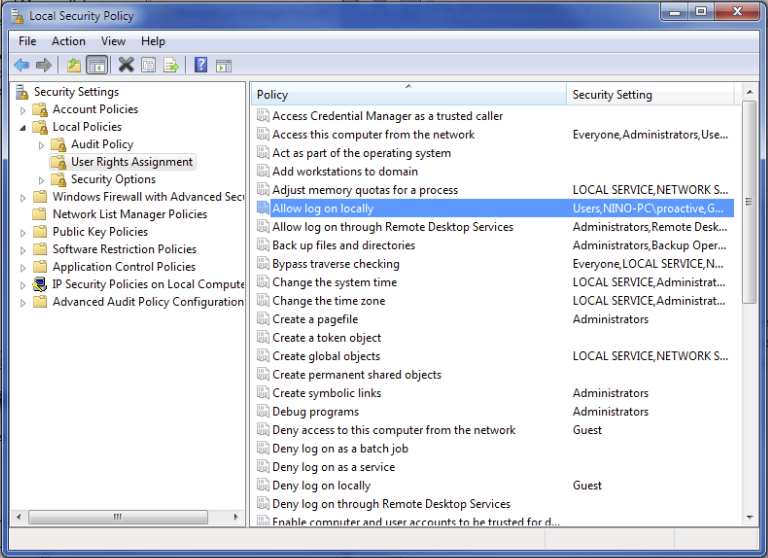 Local Security Policy
File Action View Help
Security Settings
Account Policies
Local Policies
Audit Policy
User Rights Assignment
Security Options
Windows Firewall with Advanced Secu
Network List Manager Policies
Public Key Policies
Software Restriction Policies
Application Control Policies
IP Security Policies on Local Compute
Advanced Audit Policy Configuration
Policy Security Setting
Access Credential Manager as a trusted caller
Access this computer from the network Everyone,Administrators,Use...
Act as part of the operating system
Add workstations to domain
Adjust memory quotas for a process LOCAL SERVICE,NETWORK S...
Allow log on locally Users,NINO-PC\proactive,G...
Allow log on through Remote Desktop Services Administrators,Remote Desk...
Back up files and directories Administrators,Backup Oper...
Bypass traverse checking Everyone,LOCAL SERVICE,N...
Change the system time LOCAL SERVICE,Administrat...
Change the time zone LOCAL SERVICE,Administrat...
Create a pagefile Administrators
Create a token object
Create global objects LOCAL SERVICE,NETWORK S...
Create permanent shared objects
Create symbolic links Administrators
Debug programs Administrators
Deny access to this computer from the network Guest
Deny log on as a batch job
Deny log on as a service
Deny log on locally Guest
Deny log on through Remote Desktop Services
Enable computer and user accounts to be trusted for d...